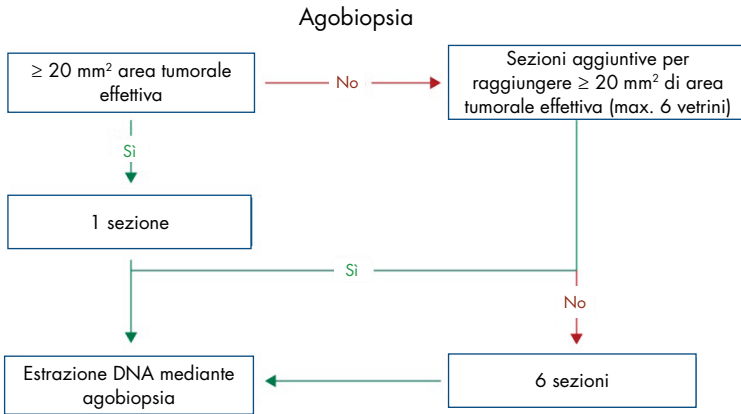 Agobiopsia
≥ 20 mm² area tumorale
effettiva
No
Sezioni aggiuntive per
raggiungere ≥ 20 mm² di area
tumorale effettiva (max. 6 vetrini)
Sì
1 sezione
Sì
No
Estrazione DNA mediante
agobiopsia
6 sezioni